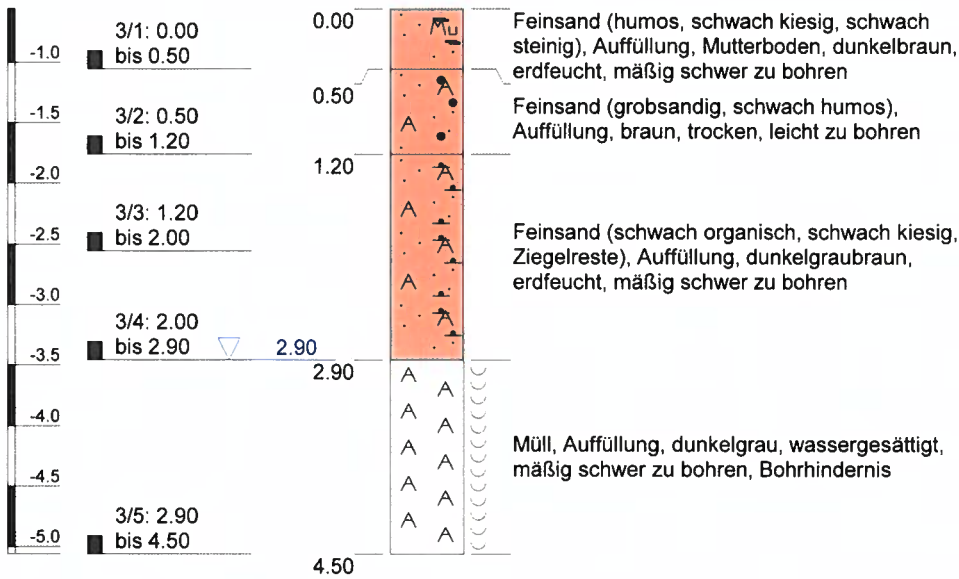 0.00
Feinsand (humos, schwach kiesig, schwach
steinig), Auffüllung, Mutterboden, dunkelbraun,
erdfeucht, mäßig schwer zu bohren
Mu
3/1: 0.00
bis 0.50
-1.0
0.50
A
Feinsand (grobsandig, schwach humos),
Auffüllung, braun, trocken, leicht zu bohren
-1.5
3/2: 0.50
bis 1.20
A
1.20
A
-2.0
3/3: 1.20
bis 2.00
A
-2.5
A
Feinsand (schwach organisch, schwach kiesig,
Ziegelreste), Auffüllung, dunkelgraubraun,
erdfeucht, mäßig schwer zu bohren
-3.0
A
3/4: 2.00
bis 2.90
2.90
A
-3.5
2.90
A
A
-4.0
A
A
-4.5
A
A
Müll, Auffüllung, dunkelgrau, wassergesättigt,
mäßig schwer zu bohren, Bohrhindernis
A
A
-5.0
3/5: 2.90
bis 4.50
A
A
4.50